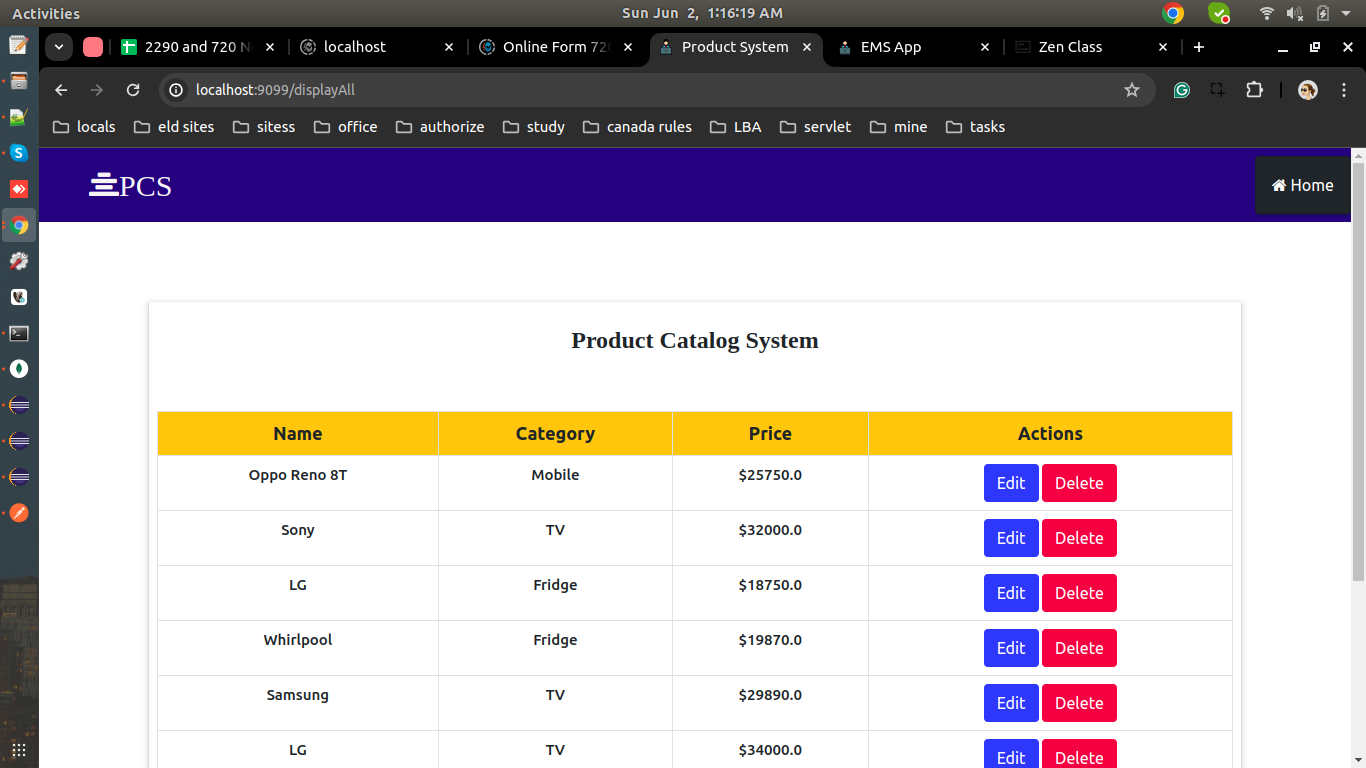 Activities
Sun Jun 2, 1:16:19 AM
2290 and 720 N
localhost
Online Form 720
Product System
EMS App
Zen Class
localhost:9099/displayAll
locals
eld sites
sitess
office
authorize
study
canada rules
LBA
servlet
mine
tasks
PCS
Home
Product Catalog System
Name Category Price Actions
Oppo Reno 8T Mobile $25750.0 Edit Delete
Sony TV $32000.0 Edit Delete
LG Fridge $18750.0 Edit Delete
Whirlpool Fridge $19870.0 Edit Delete
Samsung TV $29890.0 Edit Delete
LG TV $34000.0 Edit Delete